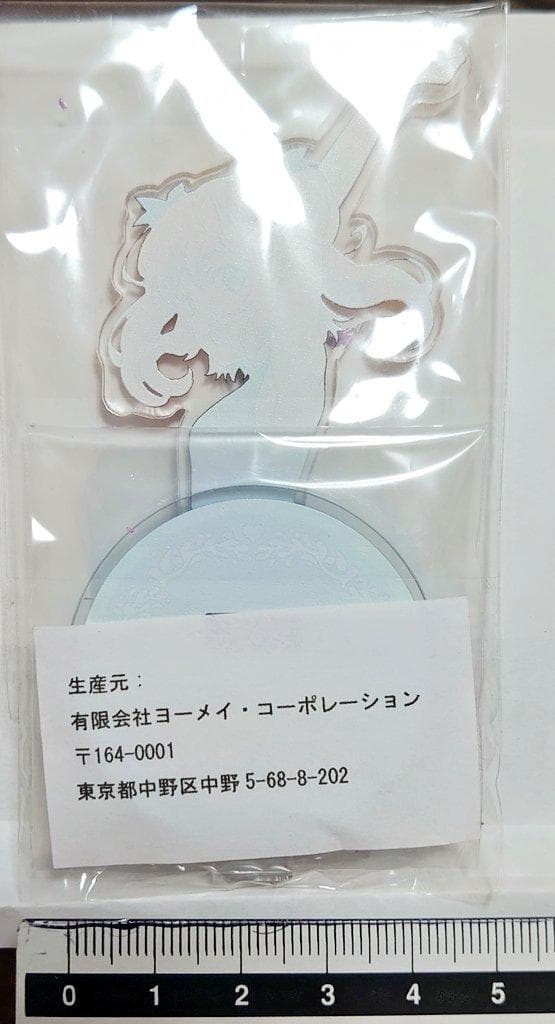 生産元：
有限会社ヨーメイ・コーポレーション
〒164-0001
東京都中野区中野 5-68-8-202
0 1 2 3 4 5